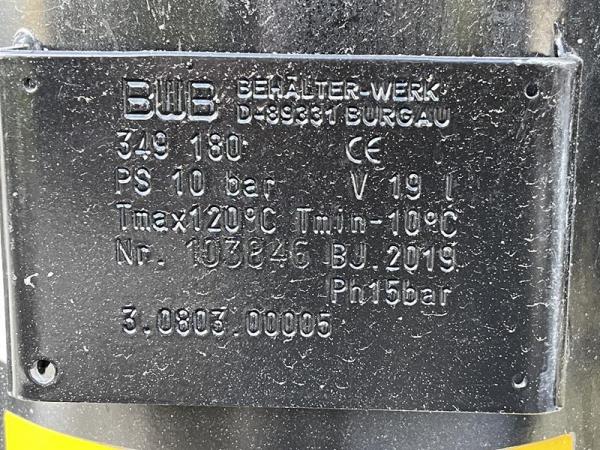 BWB BEHÄLTER-WERK
D-89331 BURGAU
349 180 CE
PS 10 bar V 19 l
Tmax120°C Tmin-10°C
Nr. 103846 BJ.2019
Ph15bar
3.0803.00005